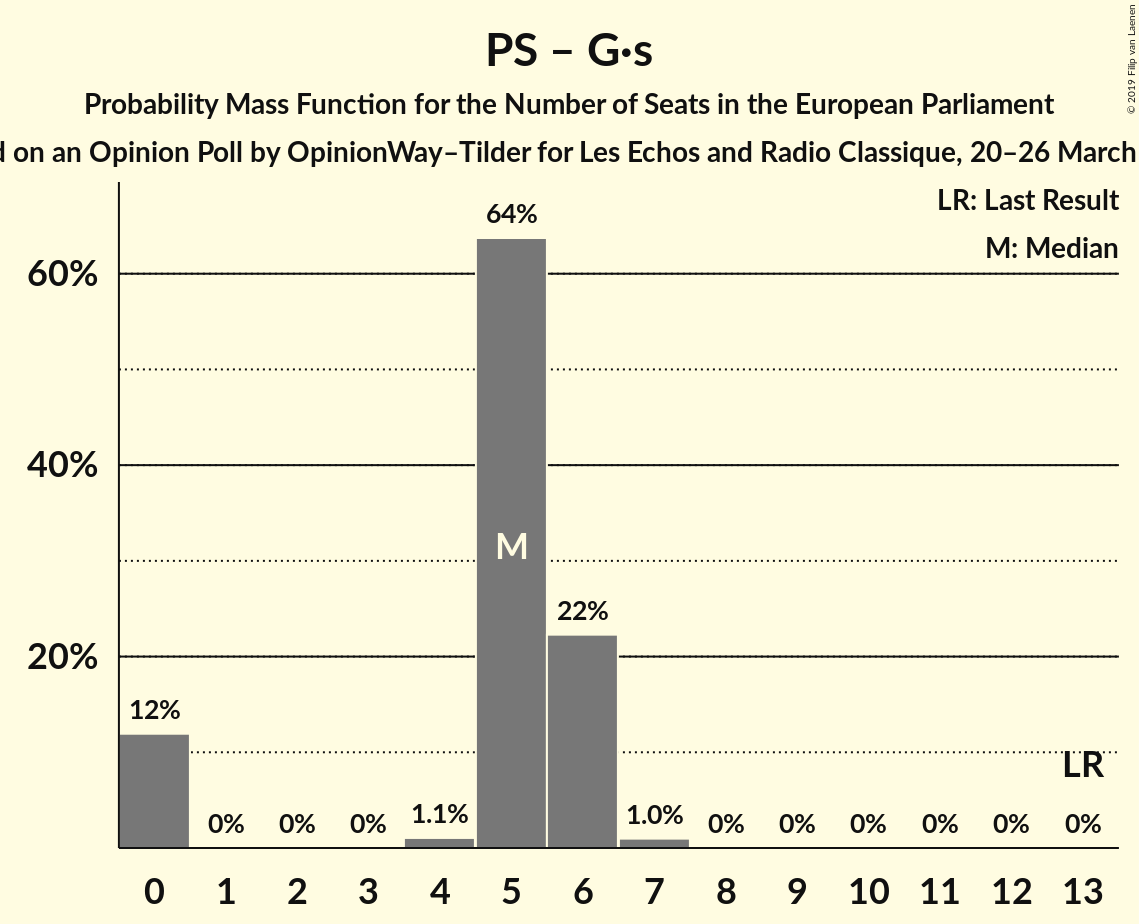 PS – G·s
Probability Mass Function for the Number of Seats in the European Parliament
on an Opinion Poll by OpinionWay–Tilder for Les Echos and Radio Classique, 20–26 March
© 2019 Filip van Laenen
LR: Last Result
M: Median
64%
60%
40%
M
22%
20%
12%
LR
0% 0% 0% 1.1% 1.0% 0% 0% 0% 0% 0% 0%
0 1 2 3 4 5 6 7 8 9 10 11 12 13